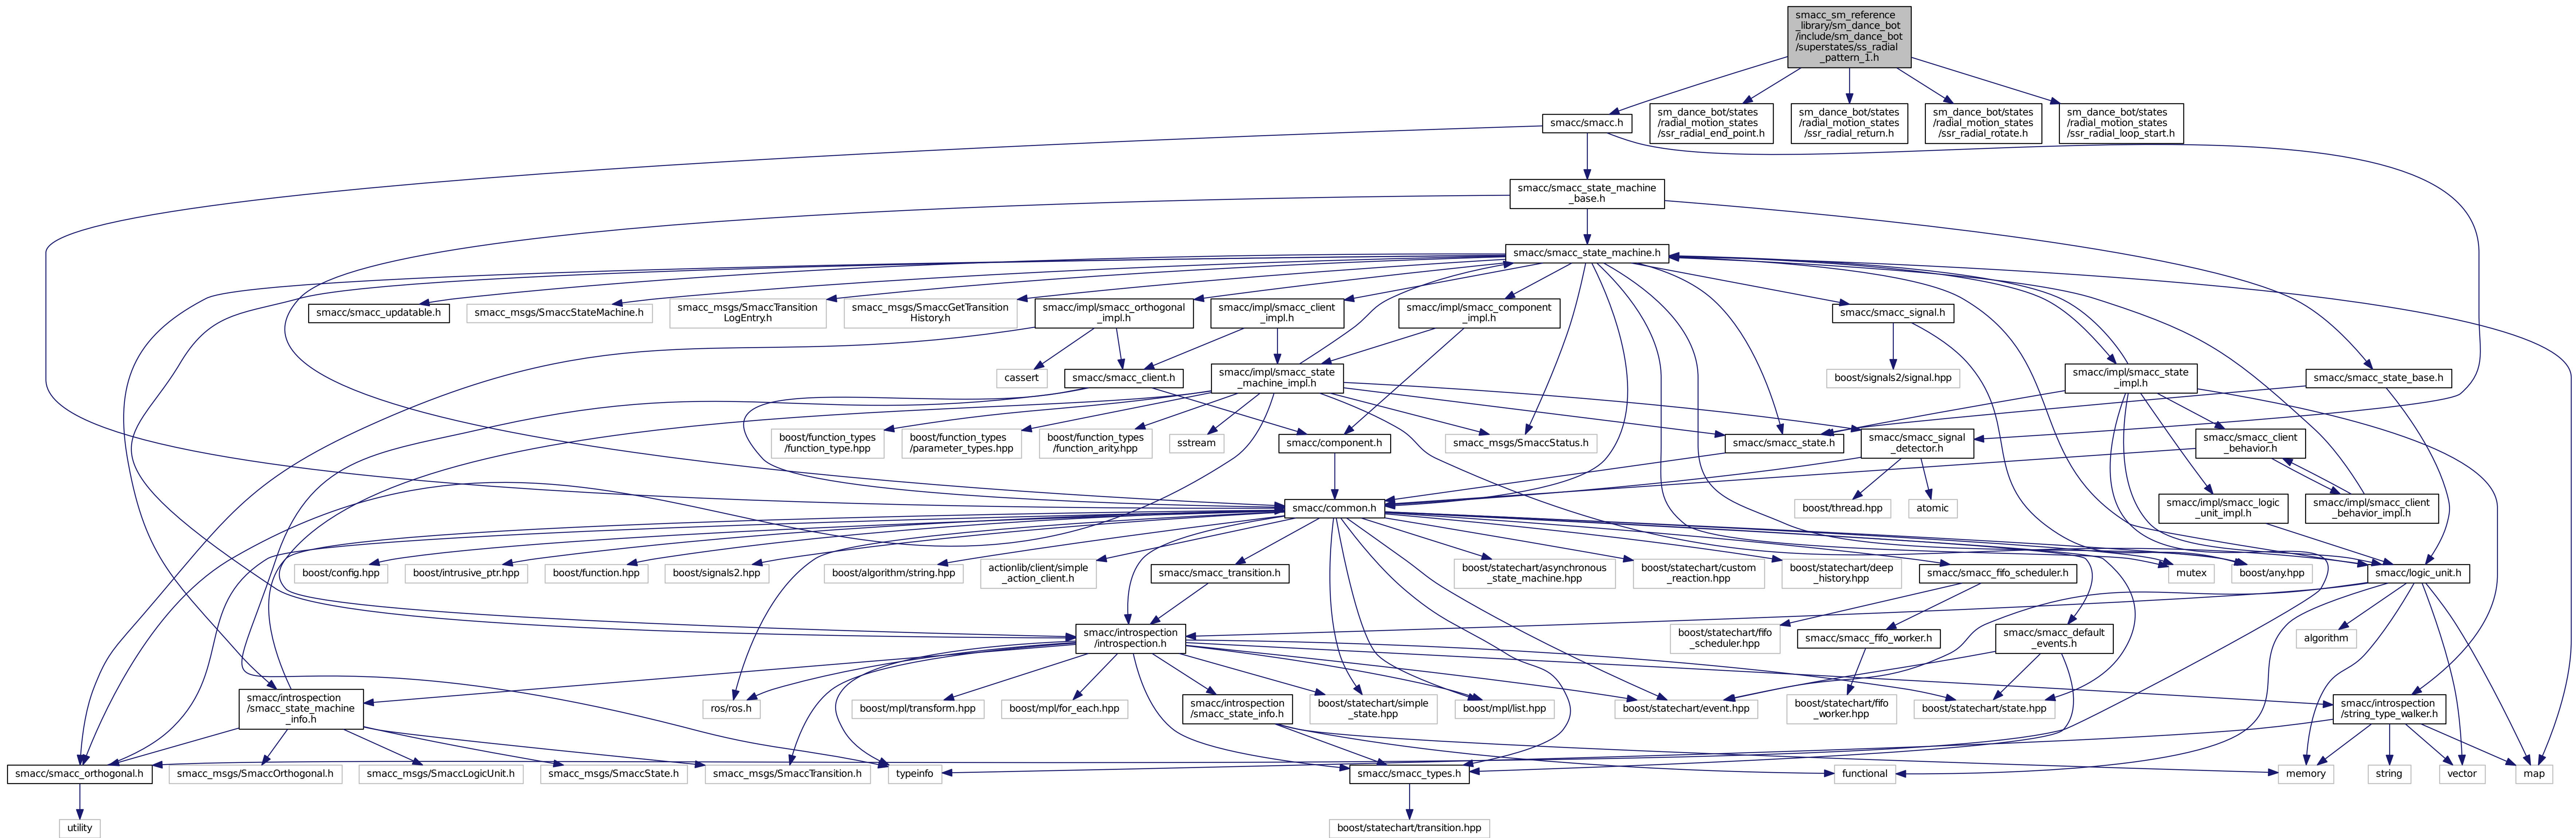 smacc_sm_reference
_library/sm_dance_bot
/include/sm_dance_bot
/superstates/ss_radial
_pattern_1.h
smacc/smacc.h
sm_dance_bot/states
/radial_motion_states
/ssr_radial_end_point.h
sm_dance_bot/states
/radial_motion_states
/ssr_radial_return.h
sm_dance_bot/states
/radial_motion_states
/ssr_radial_rotate.h
sm_dance_bot/states
/radial_motion_states
/ssr_radial_loop_start.h
smacc/smacc_state_machine
_base.h
smacc/smacc_state_machine.h
smacc/smacc_updatable.h
smacc_msgs/SmaccStateMachine.h
smacc_msgs/SmaccTransition
LogEntry.h
smacc_msgs/SmaccGetTransition
History.h
smacc/impl/smacc_orthogonal
_impl.h
smacc/impl/smacc_client
_impl.h
smacc/impl/smacc_component
_impl.h
smacc/smacc_signal.h
cassert
smacc/smacc_client.h
smacc/impl/smacc_state
_machine_impl.h
boost/signals2/signal.hpp
smacc/impl/smacc_state
_impl.h
smacc/smacc_state_base.h
boost/function_types
/function_type.hpp
boost/function_types
/parameter_types.hpp
boost/function_types
/function_arity.hpp
sstream
smacc/component.h
smacc_msgs/SmaccStatus.h
smacc/smacc_state.h
smacc/smacc_signal
_detector.h
smacc/smacc_client
_behavior.h
smacc/common.h
boost/thread.hpp
atomic
smacc/impl/smacc_logic
_unit_impl.h
smacc/impl/smacc_client
_behavior_impl.h
boost/config.hpp
boost/intrusive_ptr.hpp
boost/function.hpp
boost/signals2.hpp
boost/algorithm/string.hpp
actionlib/client/simple
_action_client.h
smacc/smacc_transition.h
boost/statechart/asynchronous
_state_machine.hpp
boost/statechart/custom
_reaction.hpp
boost/statechart/deep
_history.hpp
smacc/smacc_fifo_scheduler.h
mutex
boost/any.hpp
smacc/logic_unit.h
smacc/introspection
/introspection.h
boost/statechart/fifo
_scheduler.hpp
smacc/smacc_fifo_worker.h
smacc/smacc_default
_events.h
algorithm
smacc/introspection
/smacc_state_machine
_info.h
ros/ros.h
boost/mpl/transform.hpp
boost/mpl/for_each.hpp
smacc/introspection
/smacc_state_info.h
boost/statechart/simple
_state.hpp
boost/mpl/list.hpp
boost/statechart/event.hpp
boost/statechart/fifo
_worker.hpp
boost/statechart/state.hpp
smacc/introspection
/string_type_walker.h
smacc/smacc_orthogonal.h
smacc_msgs/SmaccOrthogonal.h
smacc_msgs/SmaccLogicUnit.h
smacc_msgs/SmaccState.h
smacc_msgs/SmaccTransition.h
typeinfo
smacc/smacc_types.h
functional
memory
string
vector
map
utility
boost/statechart/transition.hpp